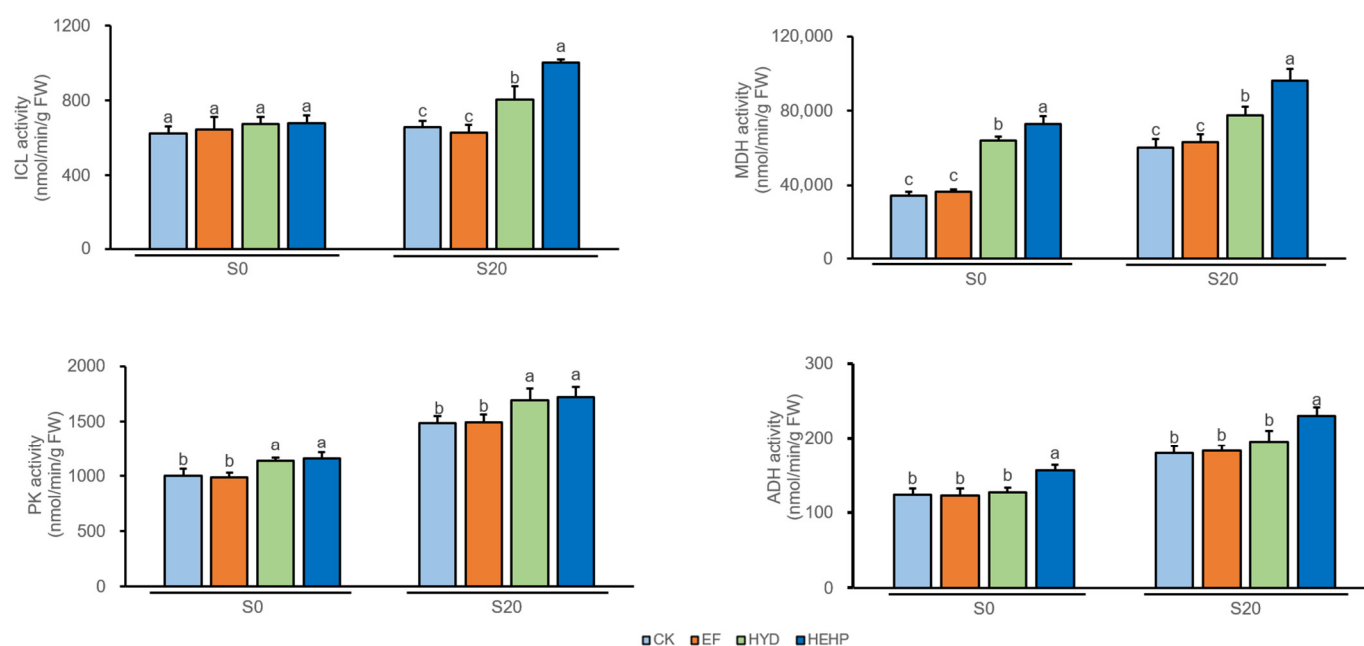 1200
800
400
0
ICL activity
(nmol/min/g FW)
a a a a c c b a
S0 S20
120,000
80,000
40,000
0
MDH activity
(nmol/min/g FW)
c c b a c c b a
S0 S20
2000
1500
1000
500
0
PK activity
(nmol/min/g FW)
b b a a b b a a
S0 S20
300
200
100
0
ADH activity
(nmol/min/g FW)
b b b a b b b a
S0 S20
CK EF HYD HEHP